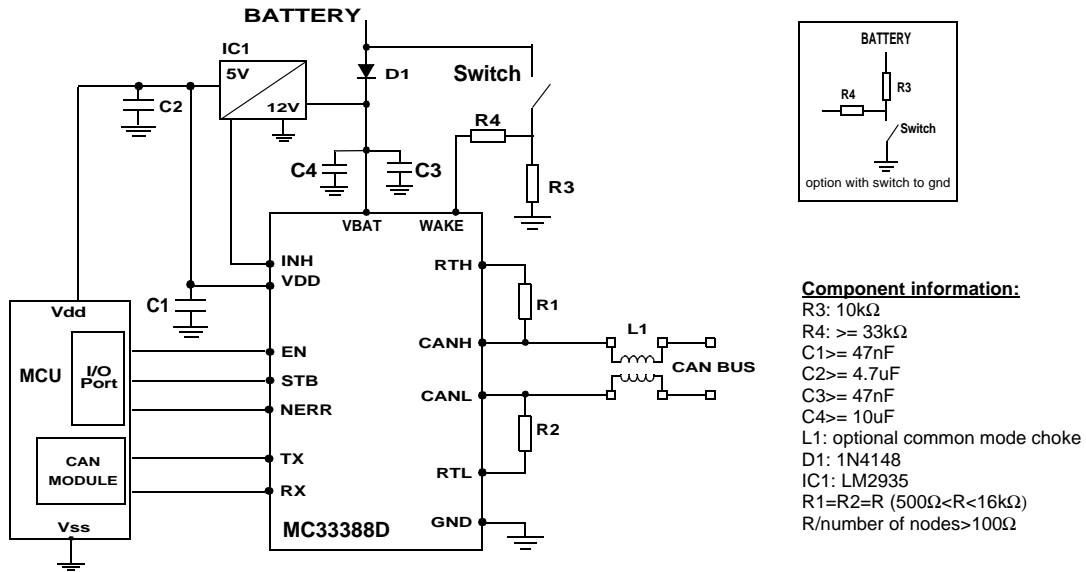 BATTERY
IC1
5V
12V
D1
Switch
C2
R4
C4
C3
R3
VBAT
WAKE
INH
VDD
RTH
C1
R1
Vdd
MCU
I/O
Port
EN
STB
NERR
CANH
CANL
L1
CAN BUS
CAN
MODULE
TX
RX
R2
RTL
GND
Vss
MC33388D
BATTERY
R3
R4
Switch
option with switch to gnd
Component information:
R3: 10kΩ
R4: >= 33kΩ
C1>= 47nF
C2>= 4.7uF
C3>= 47nF
C4>= 10uF
L1: optional common mode choke
D1: 1N4148
IC1: LM2935
R1=R2=R (500Ω<R<16kΩ)
R/number of nodes>100Ω